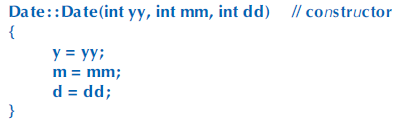 Date::Date(int yy, int mm, int dd) // constructor
{
y = yy;
m = mm;
d = dd;
}